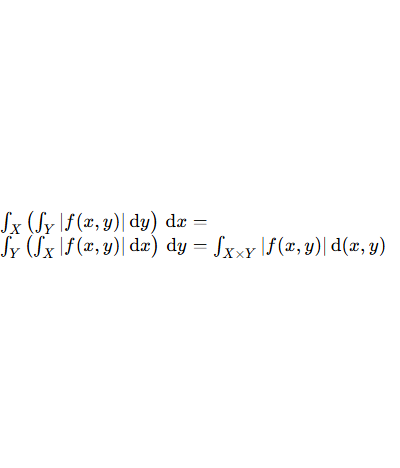 ∫_X (∫_Y |f(x, y)| dy) dx =
∫_Y (∫_X |f(x, y)| dx) dy = ∫_{X×Y} |f(x, y)| d(x, y)